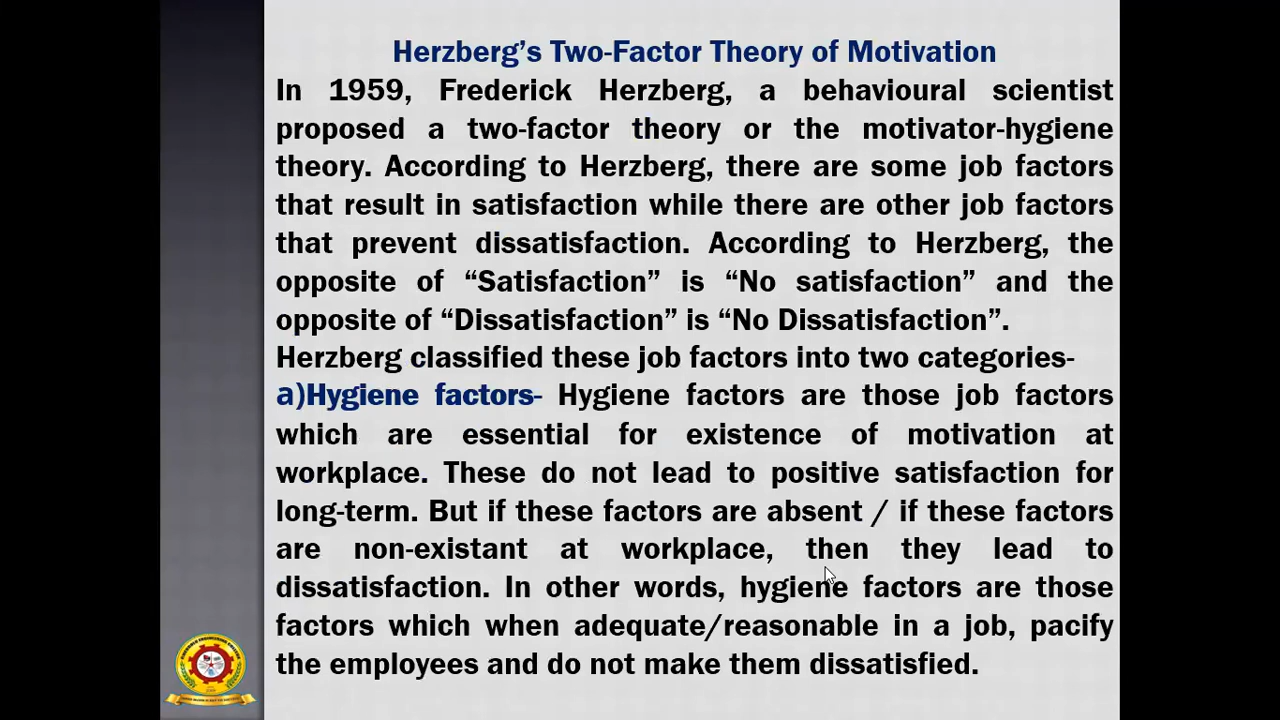 Herzberg’s Two-Factor Theory of Motivation
In 1959, Frederick Herzberg, a behavioural scientist
proposed a two-factor theory or the motivator-hygiene
theory. According to Herzberg, there are some job factors
that result in satisfaction while there are other job factors
that prevent dissatisfaction. According to Herzberg, the
opposite of “Satisfaction” is “No satisfaction” and the
opposite of “Dissatisfaction” is “No Dissatisfaction”.
Herzberg classified these job factors into two categories-
a)Hygiene factors- Hygiene factors are those job factors
which are essential for existence of motivation at
workplace. These do not lead to positive satisfaction for
long-term. But if these factors are absent / if these factors
are non-existant at workplace, then they lead to
dissatisfaction. In other words, hygiene factors are those
factors which when adequate/reasonable in a job, pacify
the employees and do not make them dissatisfied.